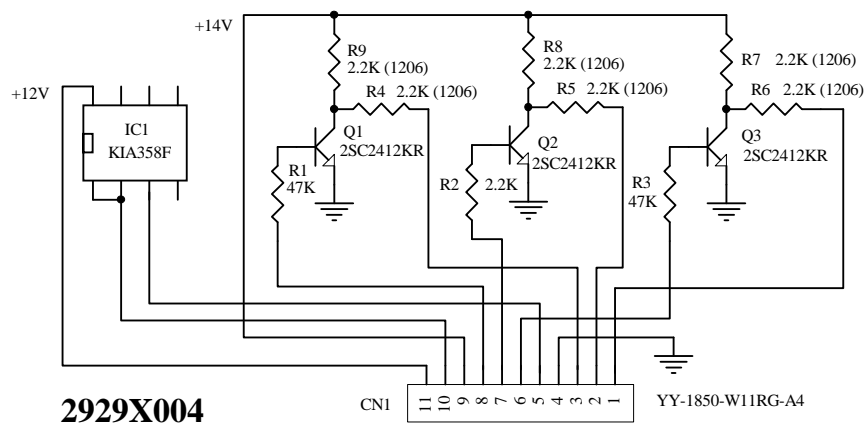 +14V
R9
2.2K (1206)
R8
2.2K (1206)
R7 2.2K (1206)
R4 2.2K (1206)
R5 2.2K (1206)
R6 2.2K (1206)
+12V
IC1
KIA358F
Q1
2SC2412KR
Q2
2SC2412KR
Q3
2SC2412KR
R1
47K
R2 2.2K
R3
47K
2929X004
CN1
11 10 9 8 7 6 5 4 3 2 1
YY-1850-W11RG-A4